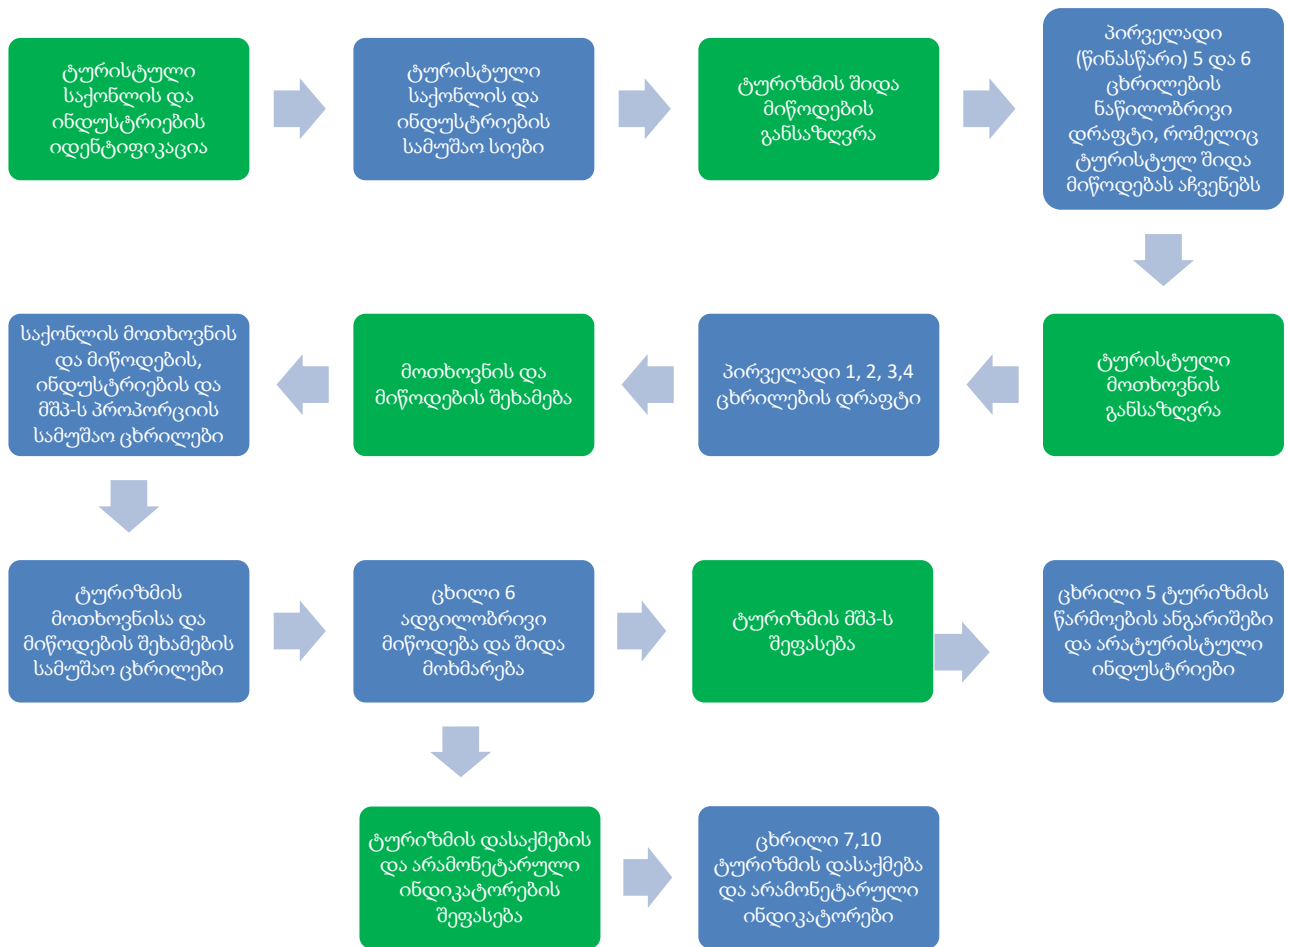 ტურისტული
საქონლის და
ინდუსტრიების
იდენტიფიკაცია
ტურისტული
საქონლის და
ინდუსტრიების
სამუშაო სიები
ტურიზმის შიდა
მიწოდების
განსაზღვრა
პირველადი
(წინასწარი) 5 და 6
ცხრილების
ნაწილობრივი
დრაფტი, რომელიც
ტურისტულ შიდა
მიწოდებას აჩვენებს
ტურისტული
მოთხოვნის
განსაზღვრა
პირველადი 1, 2, 3,4
ცხრილების დრაფტი
მოთხოვნის და
მიწოდების შეხამება
საქონლის მოთხოვნის
და მიწოდების,
ინდუსტრიების და
მშპ-ს პროპორციის
სამუშაო ცხრილები
ტურიზმის
მოთხოვნისა და
მიწოდების შეხამების
სამუშაო ცხრილები
ცხილი 6
ადგილობრივი
მიწოდება და შიდა
მოხმარება
ტურიზმის მშპ-ს
შეფასება
ცხრილი 5 ტურიზმის
წარმოების ანგარიშები
და არატურისტული
ინდუსტრიები
ტურიზმის დასაქმების
და არამონეტარული
ინდიკატორების
შეფასება
ცხრილი 7,10
ტურიზმის დასაქმება
და არამონეტარული
ინდიკატორები